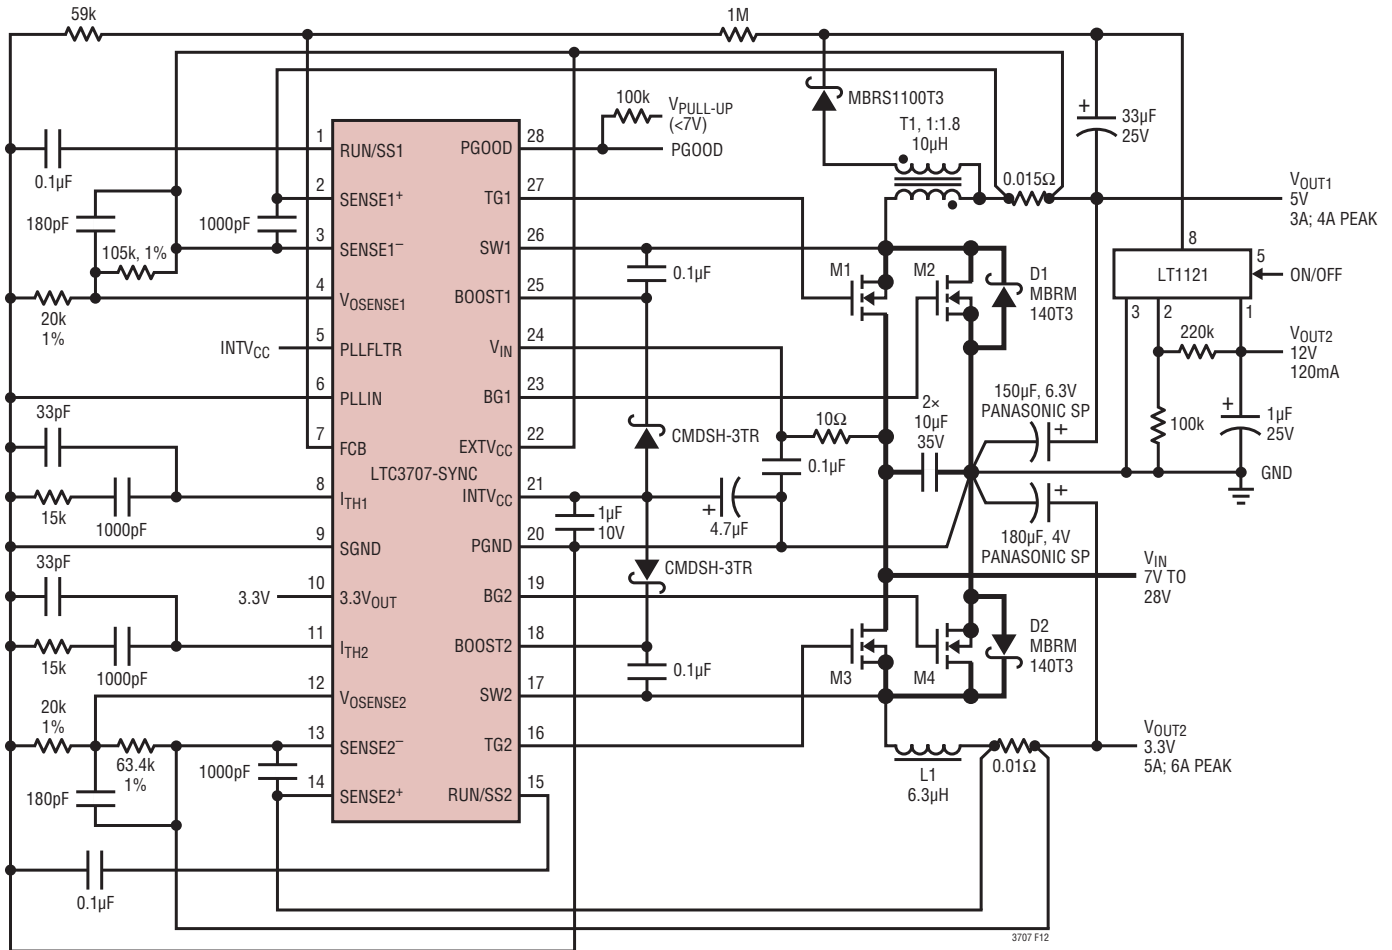 59k
1M
MBRS1100T3
100k
VPULL-UP
(<7V)
PGOOD
T1, 1:1.8
10µH
+
33µF
25V
0.015Ω
VOUT1
5V
3A; 4A PEAK
0.1µF
180pF
105k, 1%
1000pF
20k
1%
INTVCC
33pF
15k
1000pF
33pF
3.3V
15k
1000pF
20k
1%
63.4k
1%
180pF
1000pF
0.1µF
1
2
3
4
5
6
7
8
9
10
11
12
13
14
RUN/SS1
SENSE1+
SENSE1−
VOSENSE1
PLLFLTR
PLLIN
FCB
LTC3707-SYNC
ITH1
SGND
3.3VOUT
ITH2
VOSENSE2
SENSE2−
SENSE2+
PGOOD
TG1
SW1
BOOST1
VIN
BG1
EXTVCC
INTVCC
PGND
BG2
BOOST2
SW2
TG2
RUN/SS2
28
27
26
25
24
23
22
21
20
19
18
17
16
15
0.1µF
CMDSH-3TR
1µF
10V
+
4.7µF
CMDSH-3TR
0.1µF
10Ω
0.1µF
M1
M2
D1
MBRM
140T3
2×
10µF
35V
150µF, 6.3V
PANASONIC SP
+
+
180µF, 4V
PANASONIC SP
8
LT1121
5
ON/OFF
3
2
1
220k
VOUT2
12V
120mA
100k
+
1µF
25V
GND
VIN
7V TO
28V
M3
M4
D2
MBRM
140T3
L1
6.3µH
0.01Ω
VOUT2
3.3V
5A; 6A PEAK
3707 F12